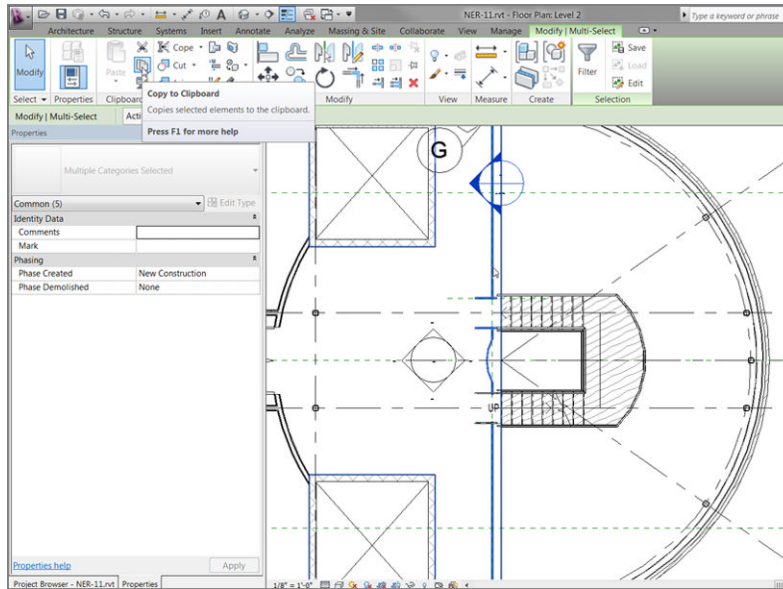 NER-11.rvt - Floor Plan: Level 2
Type a keyword or phrase
Architecture Structure Systems Insert Annotate Analyze Massing & Site Collaborate View Manage Modify | Multi-Select
Modify
Paste
Cope
Cut
Filter
Save
Load
Edit
Select Properties Clipboard Modify View Measure Create Selection
Copy to Clipboard
Copies selected elements to the clipboard.
Press F1 for more help
Modify | Multi-Select
Properties
Multiple Categories Selected
Common (5) Edit Type
Identity Data
Comments
Mark
Phasing
Phase Created New Construction
Phase Demolished None
G
UP
Properties help Apply
Project Browser - NER-11.rvt Properties
1/8" = 1'-0"